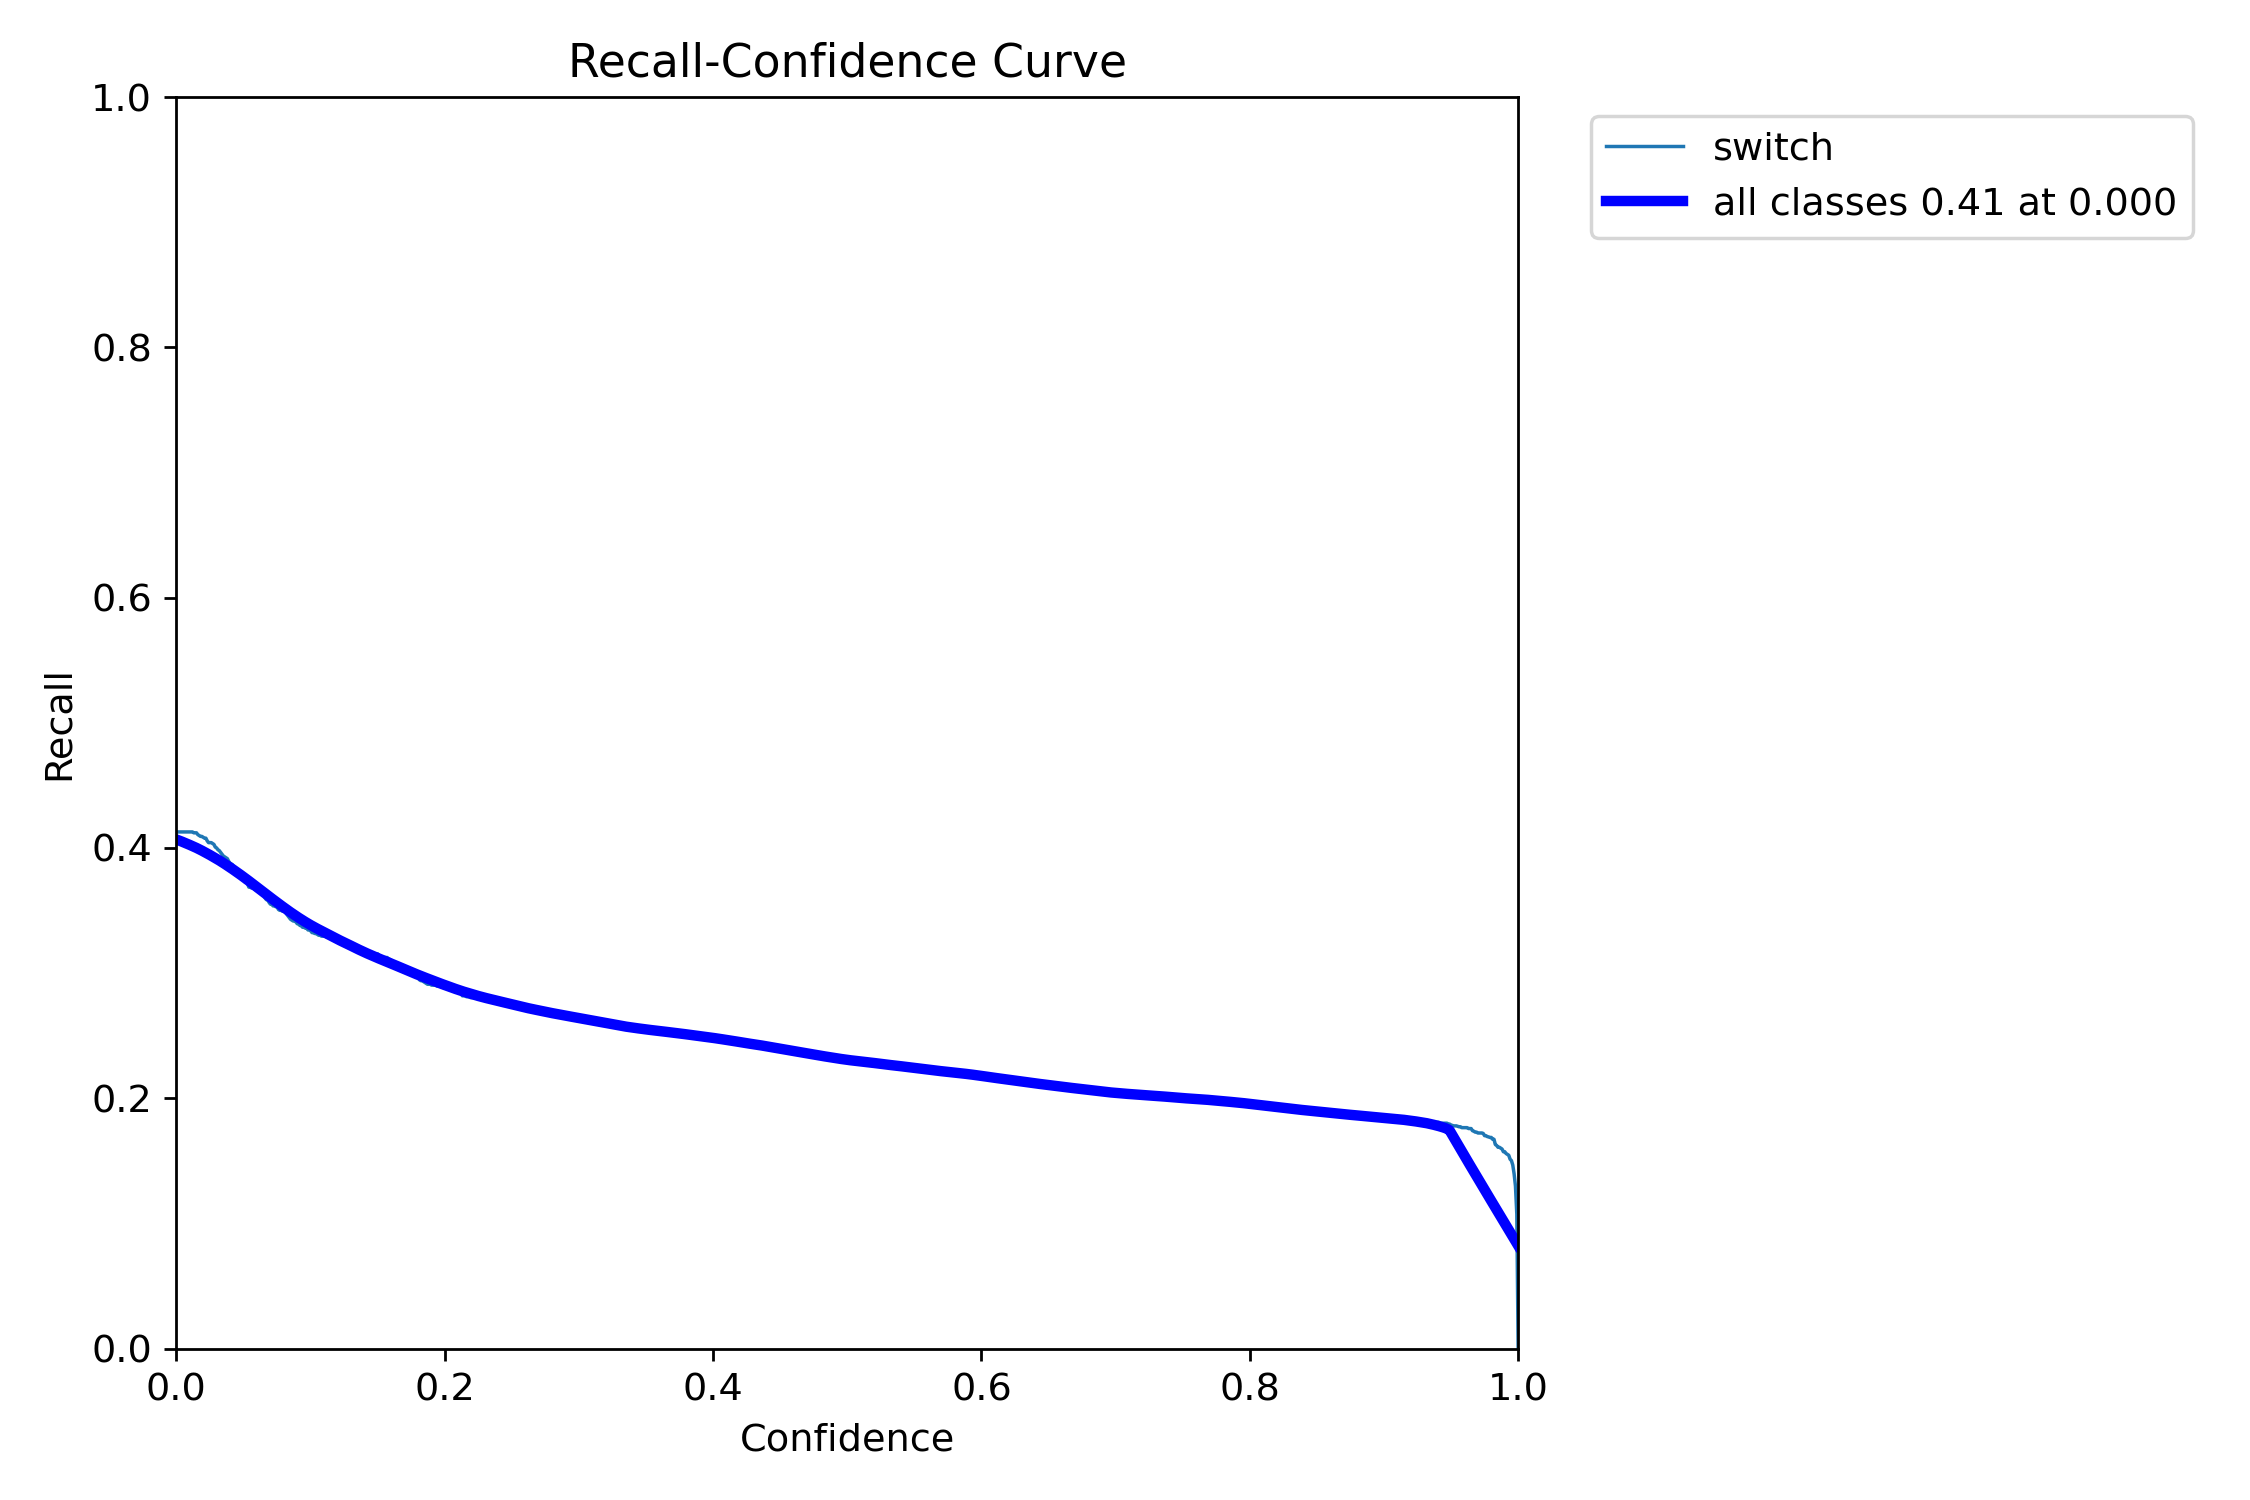 Recall-Confidence Curve
1.0
0.8
0.6
0.4
0.2
0.0
Recall
0.0 0.2 0.4 0.6 0.8 1.0
Confidence
switch
all classes 0.41 at 0.000